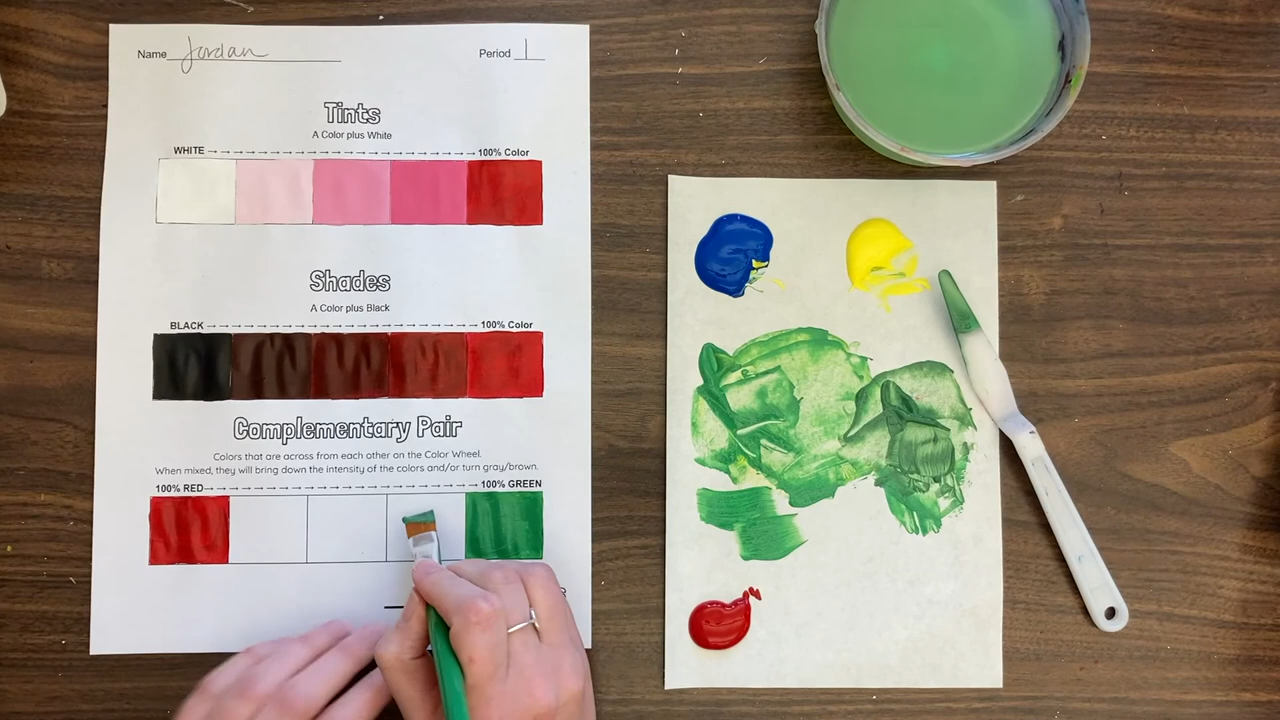 Name Jordan Period 1
Tints
A Color plus White
WHITE → → → → → → → → → → → → → → → → → → → 100% Color
Shades
A Color plus Black
BLACK → → → → → → → → → → → → → → → → → → → 100% Color
Complementary Pair
Colors that are across from each other on the Color Wheel.
When mixed, they will bring down the intensity of the colors and/or turn gray/brown.
100% RED → → → → → → → → → → → → → → → → → → → 100% GREEN